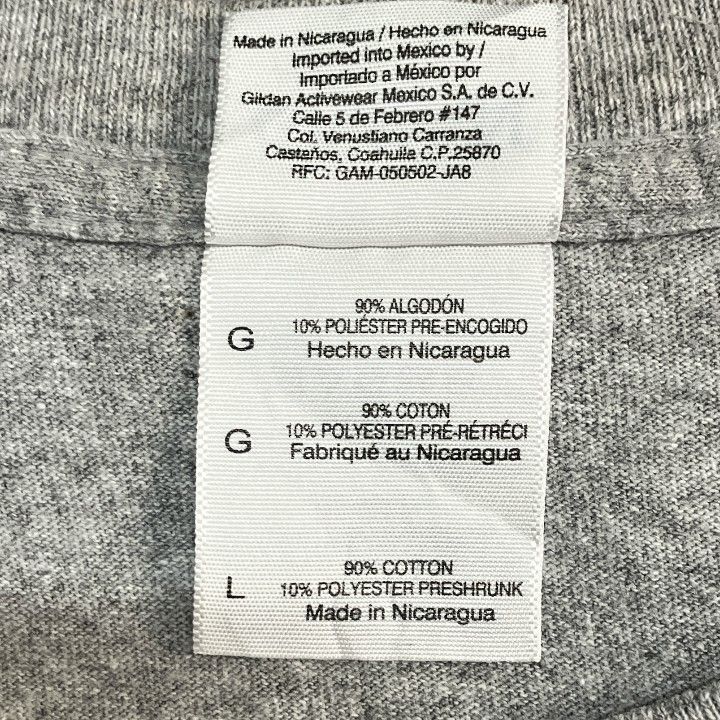 Made in Nicaragua / Hecho en Nicaragua
Imported into Mexico by /
Importado a México por
Gildan Activewear Mexico S.A. de C.V.
Calle 5 de Febrero #147
Col. Venustiano Carranza
Castaños, Coahuila C.P.25870
RFC: GAM-050502-JA8
90% ALGODÓN
G 10% POLIÉSTER PRE-ENCOGIDO
Hecho en Nicaragua
90% COTON
G 10% POLYESTER PRÉ-RÉTRÉCI
Fabriqué au Nicaragua
90% COTTON
L 10% POLYESTER PRESHRUNK
Made in Nicaragua